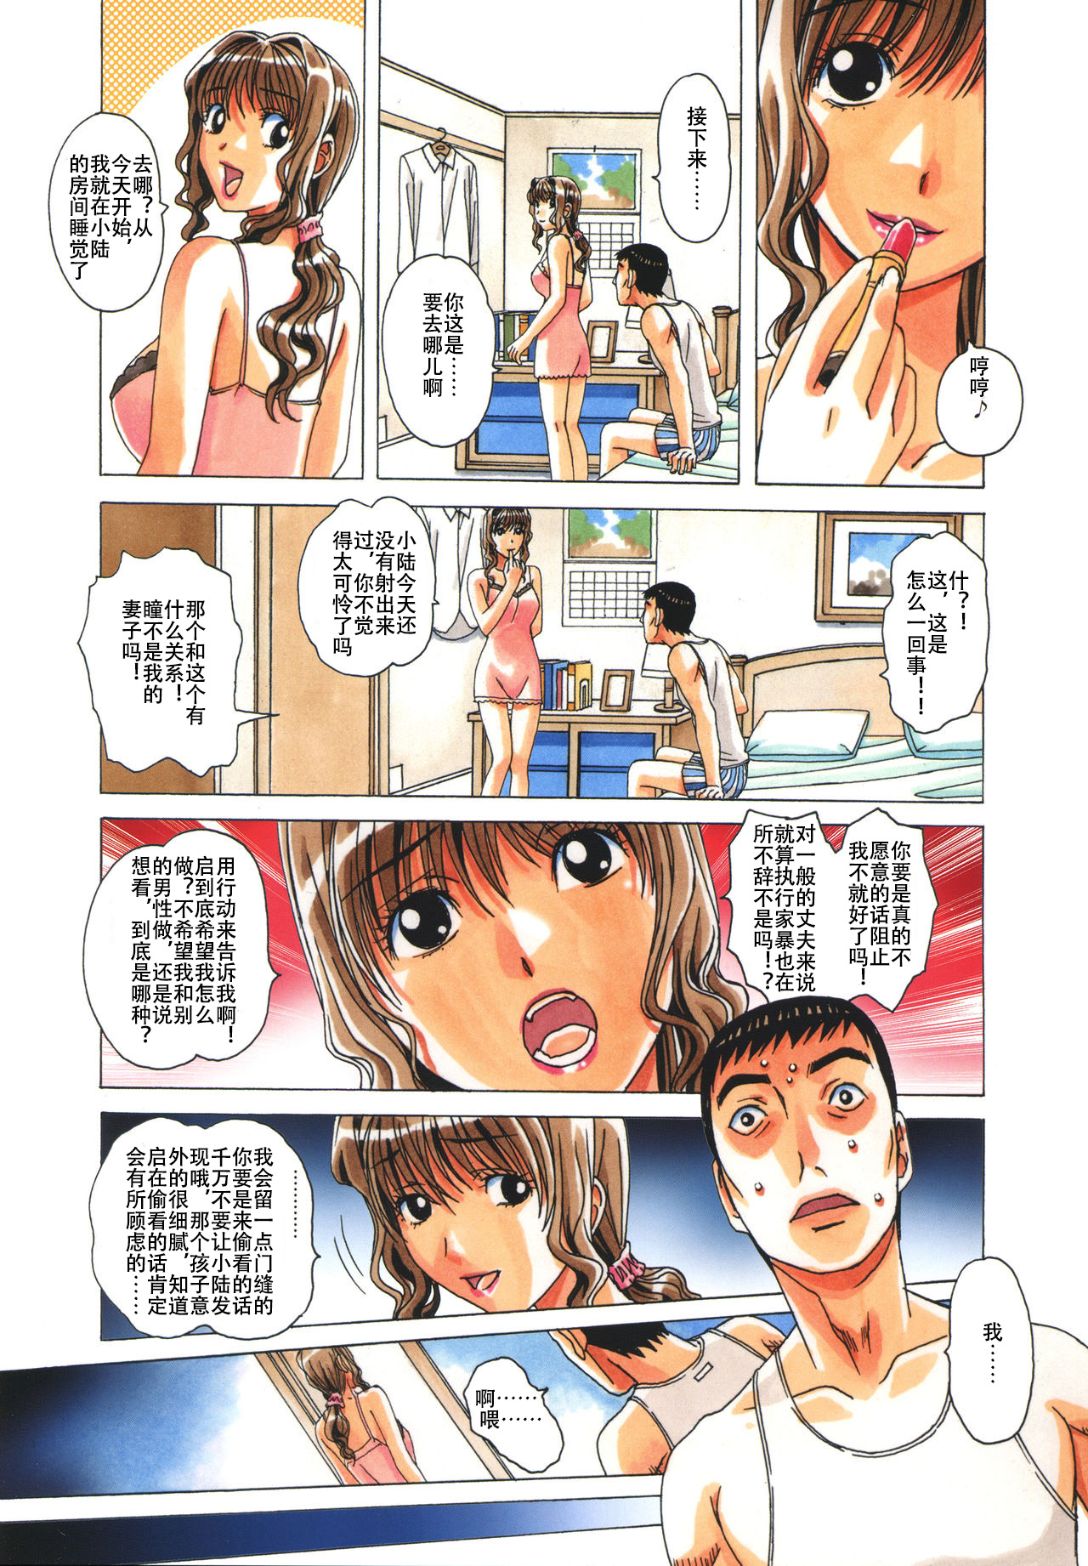 哼哼♪
接下来……
你这是……
要去哪儿啊
去哪？从
今天开始，
我就在小陆
的房间睡觉了
什？！
这，这是
怎么一回事！！
小陆今天还
没有射出来
过，你不觉
得太可怜了吗
那个和这个有
什么关系！
瞳不是我的
妻子吗！
你要是真的不
愿意的话阻止
我不就好了吗！
对一般的丈夫来说
就算执行家暴也在
所不辞不是吗！？
用行动来告诉我啊！
启到底希望我怎么
做？不希望我和别
的男性做，还是说
想看，到底是哪种？
我……
………
我会留一点门缝的
你要是来偷看的话
千万不要让小陆发
现哦，那个孩子意
外的很细腻，知道
启在偷看的话肯定
会有所顾虑的……
啊……
喂……